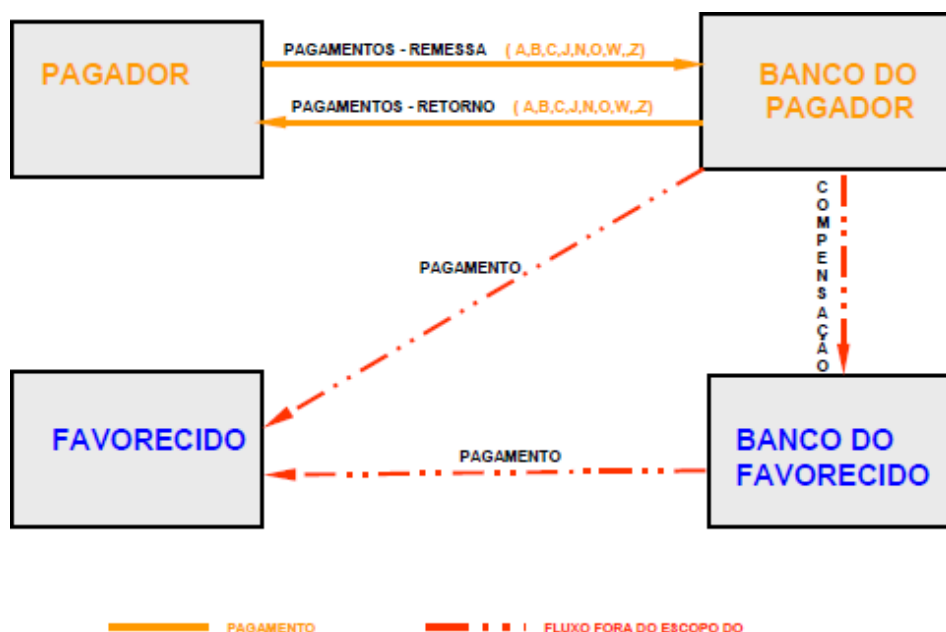 PAGAMENTOS - REMESSA ( A,B,C,J,N,O,W,,Z)
PAGADOR
BANCO DO
PAGADOR
PAGAMENTOS - RETORNO ( A,B,C,J,N,O,W,,Z)
COMPENSAÇÃO
PAGAMENTO
FAVORECIDO
BANCO DO
FAVORECIDO
PAGAMENTO
PAGAMENTO
FLUXO FORA DO ESCOPO DO